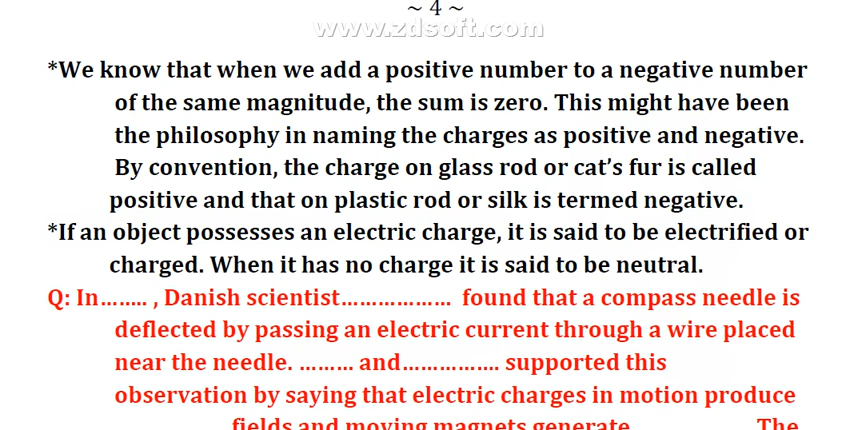 ~ 4 ~
www.zdsoft.com
*We know that when we add a positive number to a negative number
of the same magnitude, the sum is zero. This might have been
the philosophy in naming the charges as positive and negative.
By convention, the charge on glass rod or cat’s fur is called
positive and that on plastic rod or silk is termed negative.
*If an object possesses an electric charge, it is said to be electrified or
charged. When it has no charge it is said to be neutral.
Q: In…….. , Danish scientist……………… found that a compass needle is
deflected by passing an electric current through a wire placed
near the needle. ……… and……………. supported this
observation by saying that electric charges in motion produce
fields and moving magnets generate The